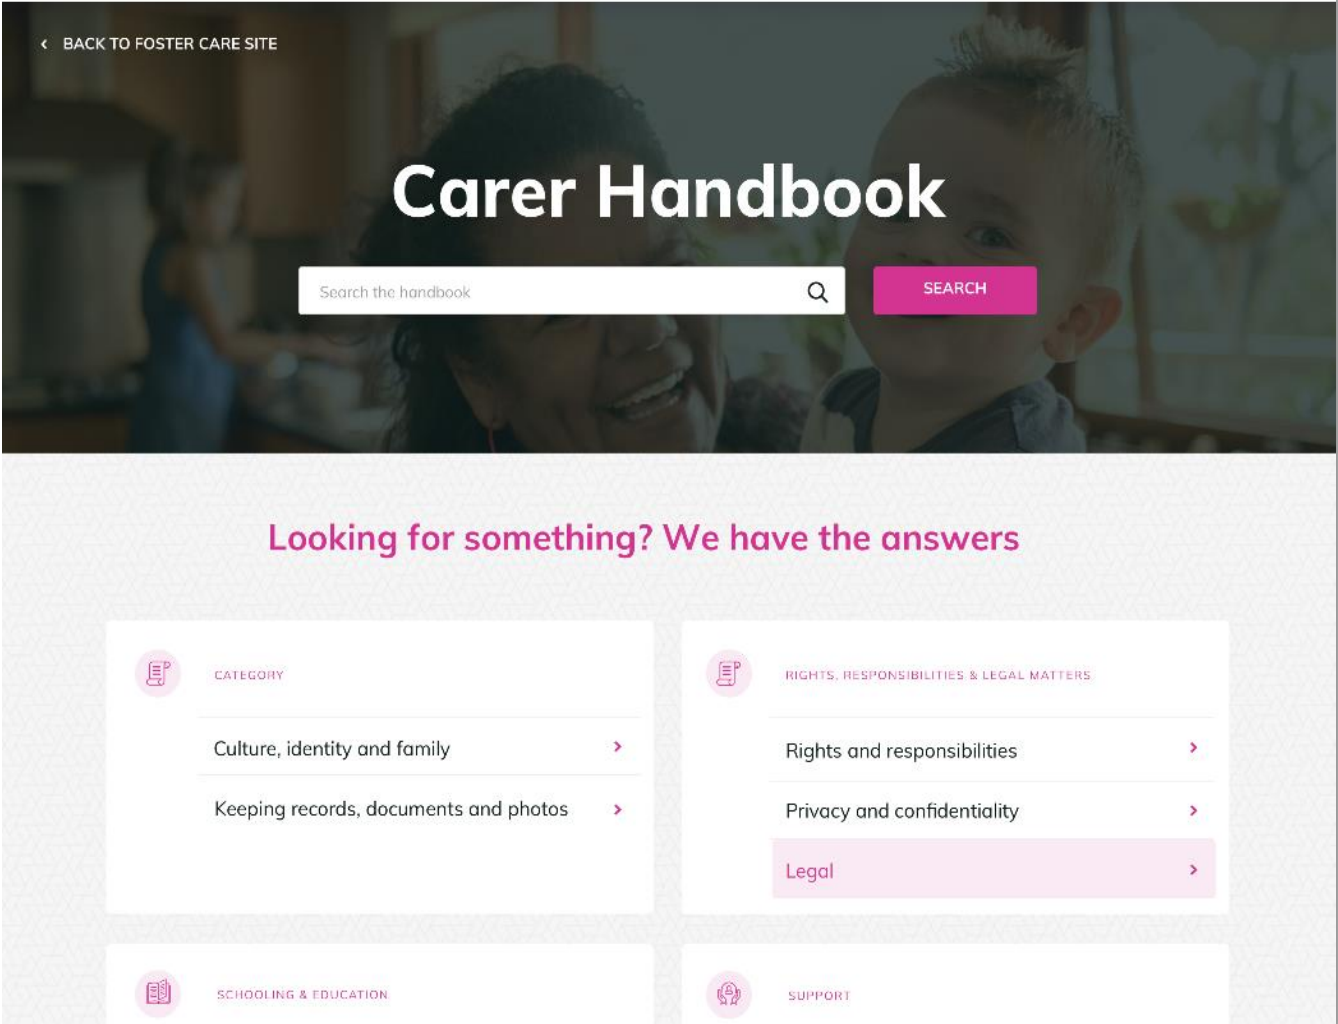 BACK TO FOSTER CARE SITE
Carer Handbook
Search the handbook
SEARCH
Looking for something? We have the answers
CATEGORY
Culture, identity and family
Keeping records, documents and photos
RIGHTS, RESPONSIBILITIES & LEGAL MATTERS
Rights and responsibilities
Privacy and confidentiality
Legal
SCHOOLING & EDUCATION
SUPPORT